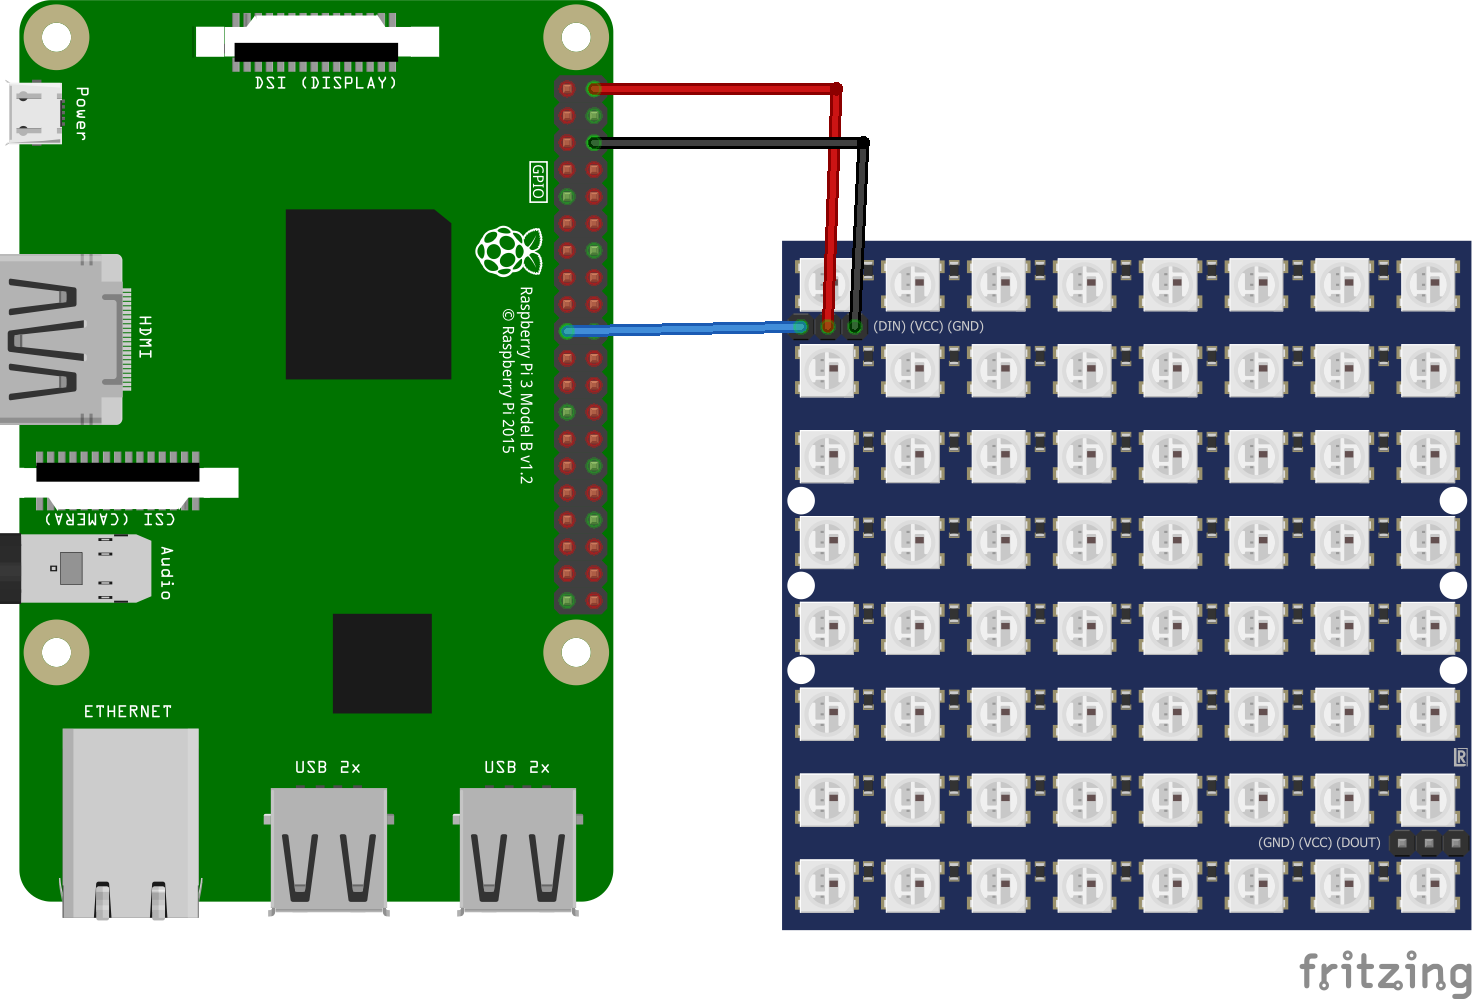 DSI (DISPLAY)
Power
GPIO
HDMI
Raspberry Pi 3 Model B v1.2
© Raspberry Pi 2015
(DIN) (VCC) (GND)
CSI (CAMERA)
Audio
ETHERNET
USB 2x
USB 2x
R
(GND) (VCC) (DOUT)
fritzing